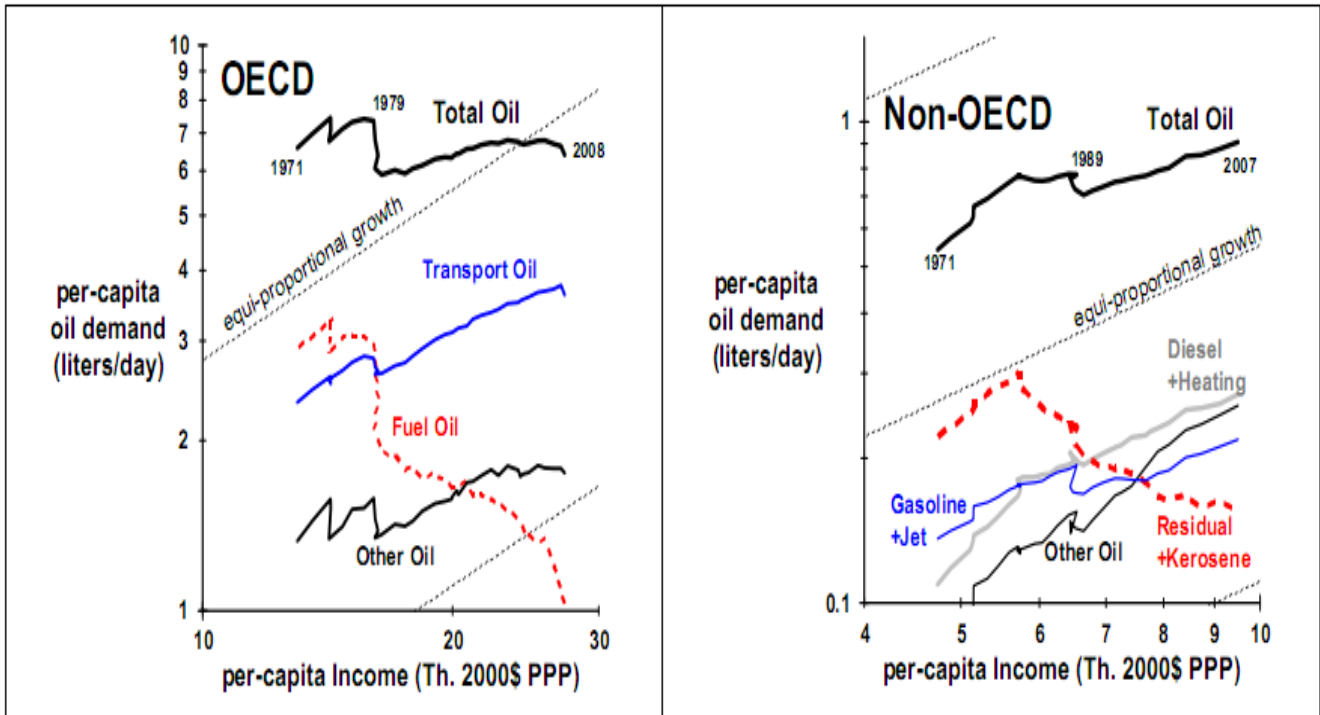 OECD
10
9
8
7
6
5
4
3
2
1
per-capita
oil demand
(liters/day)
1971
1979
Total Oil
2008
equi-proportional growth
Transport Oil
Fuel Oil
Other Oil
10
20
30
per-capita Income (Th. 2000$ PPP)
Non-OECD
1
0.1
per-capita
oil demand
(liters/day)
1971
1989
Total Oil
2007
equi-proportional growth
Diesel
+Heating
Gasoline
+Jet
Other Oil
Residual
+Kerosene
4
5
6
7
8
9
10
per-capita Income (Th. 2000$ PPP)